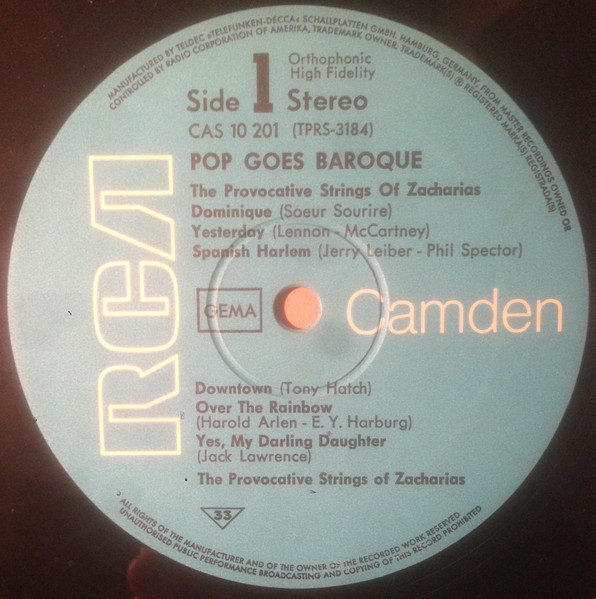 MANUFACTURED BY TELDEC »TELEFUNKEN-DECCA« SCHALLPLATTEN GMBH, HAMBURG, GERMANY, FROM MASTER RECORDINGS OWNED OR
CONTROLLED BY RADIO CORPORATION OF AMERIKA, TRADEMARK OWNER, TRADEMARK(S) ® REGISTERED MARKA(S) REGISTRADA(S)
Orthophonic
High Fidelity
Side 1 Stereo
CAS 10 201 (TPRS-3184)
POP GOES BAROQUE
The Provocative Strings Of Zacharias
Dominique (Soeur Sourire)
Yesterday (Lennon - McCartney)
Spanish Harlem (Jerry Leiber - Phil Spector)
RCA
GEMA
Camden
Downtown (Tony Hatch)
Over The Rainbow
(Harold Arlen - E. Y. Harburg)
Yes, My Darling Daughter
(Jack Lawrence)
The Provocative Strings of Zacharias
33
ALL RIGHTS OF THE MANUFACTURER AND OF THE OWNER OF THE RECORDED WORK RESERVED
UNAUTHORISED PUBLIC PERFORMANCE BROADCASTING AND COPYING OF THIS RECORD PROHIBITED